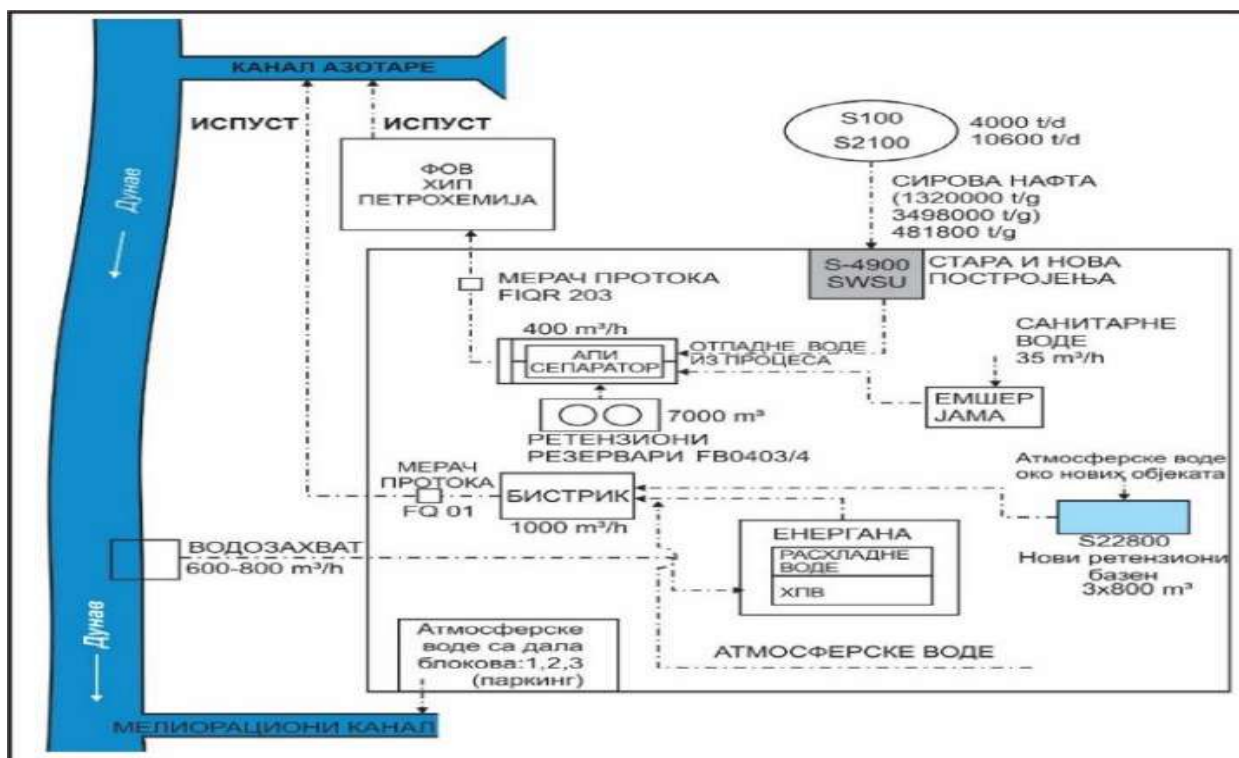 КАНАЛ АЗОТАРЕ
ИСПУСТ
ИСПУСТ
S100
S2100
4000 t/d
10600 t/d
Дунав
ФОВ
ХИП
ПЕТРОХЕМИЈА
СИРОВА НАФТА
(1320000 t/g
3498000 t/g)
481800 t/g
S-4900
SWSU
СТАРА И НОВА
ПОСТРОЈЕЊА
МЕРАЧ ПРОТОКА
FIQR 203
400 m³/h
АПИ
СЕПАРАТОР
ОТПАДНЕ ВОДЕ
ИЗ ПРОЦЕСА
САНИТАРНЕ
ВОДЕ
35 m³/h
ЕМШЕР
ЈАМА
7000 m³
РЕТЕНЗИОНИ
РЕЗЕРВАРИ FB0403/4
МЕРАЧ
ПРОТОКА
FQ 01
БИСТРИК
1000 m³/h
Атмосферске воде
око нових објеката
S22800
Нови ретензиони
базен
3x800 m³
ЕНЕРГАНА
РАСХЛАДНЕ
ВОДЕ
ХПВ
ВОДОЗАХВАТ
600-800 m³/h
Дунав
Атмосферске
воде са дала
блокова:1,2,3
(паркинг)
АТМОСФЕРСКЕ ВОДЕ
МЕЛИОРАЦИОНИ КАНАЛ